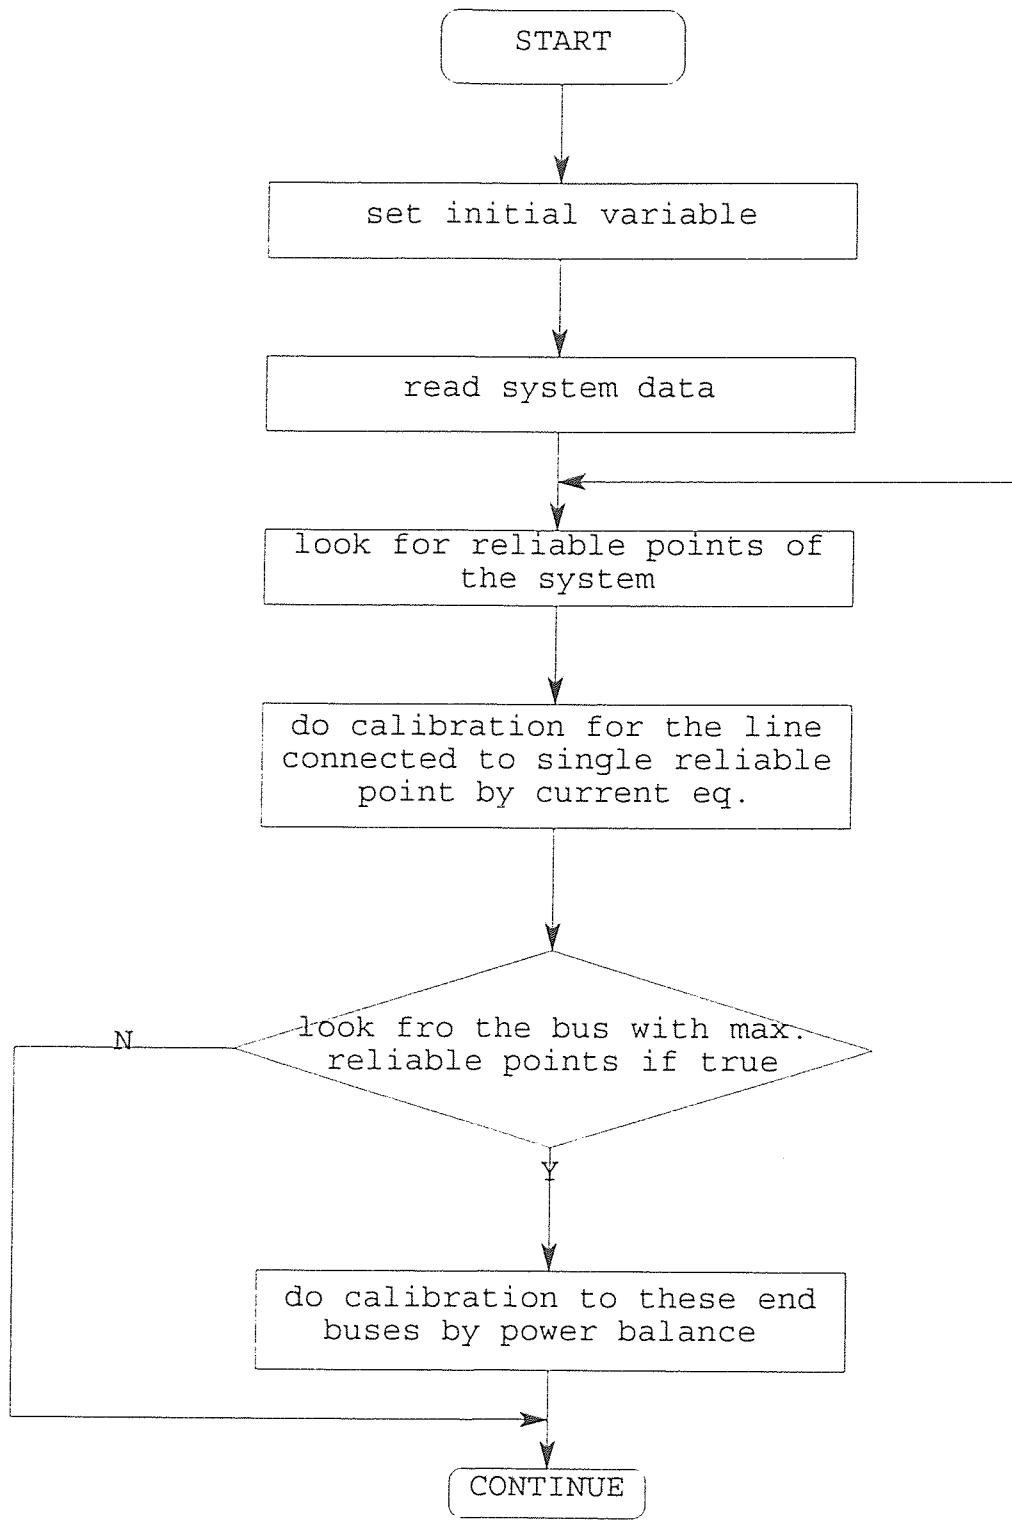 START
set initial variable
read system data
look for reliable points of
the system
do calibration for the line
connected to single reliable
point by current eq.
look fro the bus with max.
reliable points if true
N
Y
do calibration to these end
buses by power balance
CONTINUE